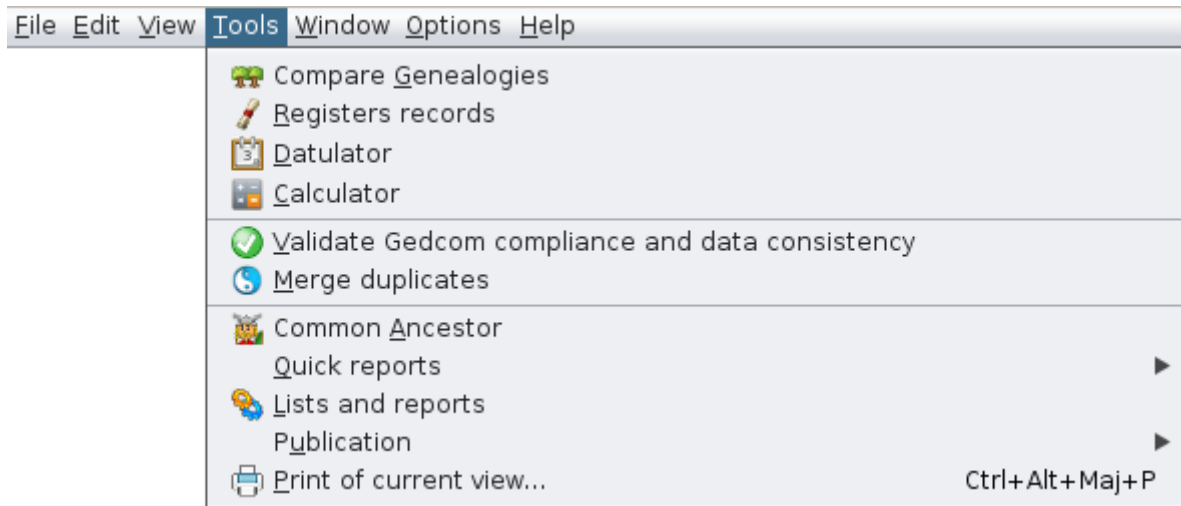 File Edit View Tools Window Options Help
Compare Genealogies
Registers records
3
Datulator
Calculator
Validate Gedcom compliance and data consistency
Merge duplicates
Common Ancestor
Quick reports
Lists and reports
Publication
Print of current view... Ctrl+Alt+Maj+P